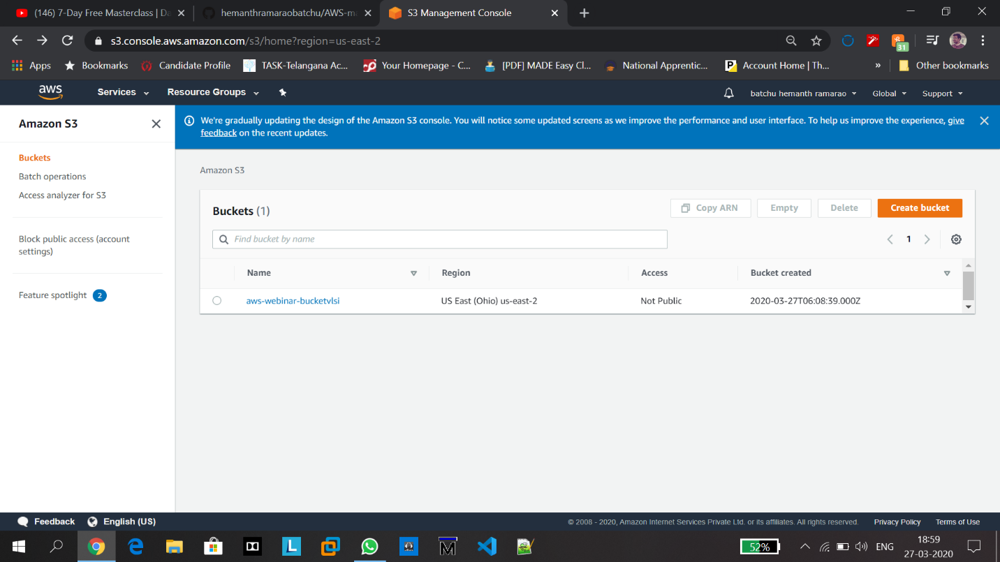 (146) 7-Day Free Masterclass | Da
hemanthramaraobatchu/AWS-ma
S3 Management Console
s3.console.aws.amazon.com/s3/home?region=us-east-2
31
Apps
Bookmarks
Candidate Profile
TASK-Telangana Ac...
Your Homepage - C...
[PDF] MADE Easy Cl...
National Apprentic...
Account Home | Th...
»
Other bookmarks
aws
Services
Resource Groups
batchu hemanth ramarao
Global
Support
Amazon S3
We're gradually updating the design of the Amazon S3 console. You will notice some updated screens as we improve the performance and user interface. To help us improve the experience, give
feedback on the recent updates.
Buckets
Batch operations
Access analyzer for S3
Block public access (account
settings)
Feature spotlight 2
Amazon S3
Buckets (1)
Copy ARN
Empty
Delete
Create bucket
Find bucket by name
1
Name
Region
Access
Bucket created
aws-webinar-bucketvlsi
US East (Ohio) us-east-2
Not Public
2020-03-27T06:08:39.000Z
Feedback
English (US)
© 2008 - 2020, Amazon Internet Services Private Ltd. or its affiliates. All rights reserved.
Privacy Policy
Terms of Use
L
M
52%
ENG
18:59
27-03-2020